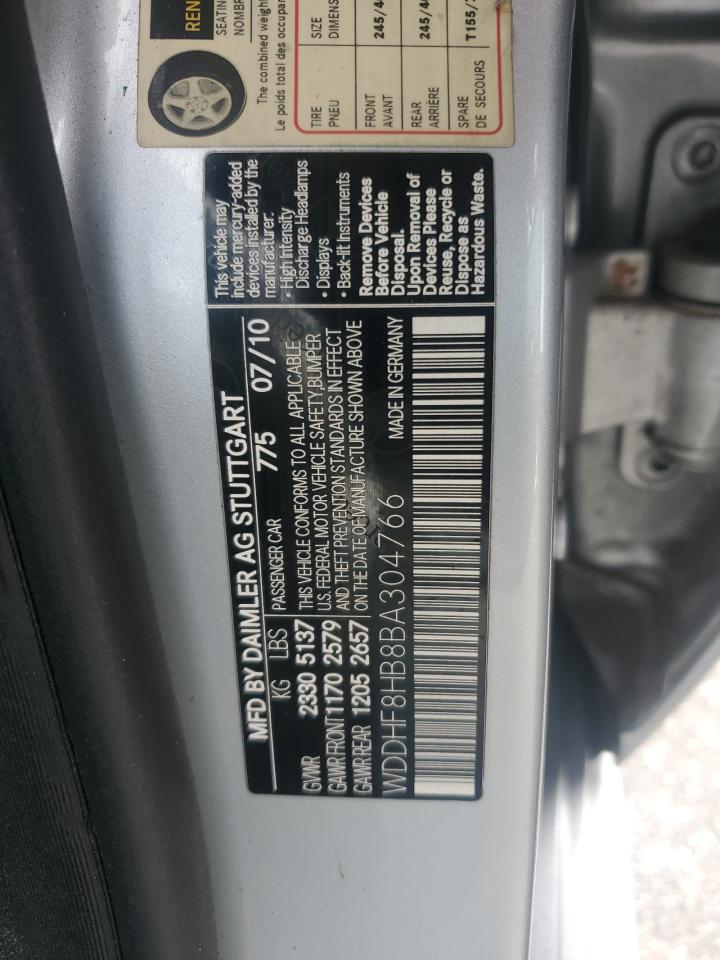 REN
SEATIN
NOMBR
The combined weight
Le poids total des occupa
TIRE
PNEU
SIZE
DIMENS
FRONT
AVANT
245/4
REAR
ARRIÈRE
245/4
SPARE
DE SECOURS
T155/
MFD BY DAIMLER AG STUTTGART
775 07/10
KG LBS PASSENGER CAR
GVWR 2330 5137
GAWR FRONT 1170 2579
GAWR REAR 1205 2657
THIS VEHICLE CONFORMS TO ALL APPLICABLE
U.S. FEDERAL MOTOR VEHICLE SAFETY, BUMPER
AND THEFT PREVENTION STANDARDS IN EFFECT
ON THE DATE OF MANUFACTURE SHOWN ABOVE
WDDHF8HB8BA304766 MADE IN GERMANY
This vehicle may
include mercury-added
devices installed by the
manufacturer:
• High Intensity
Discharge Headlamps
• Displays
• Back-lit Instruments
Remove Devices
Before Vehicle
Disposal.
Upon Removal of
Devices Please
Reuse, Recycle or
Dispose as
Hazardous Waste.